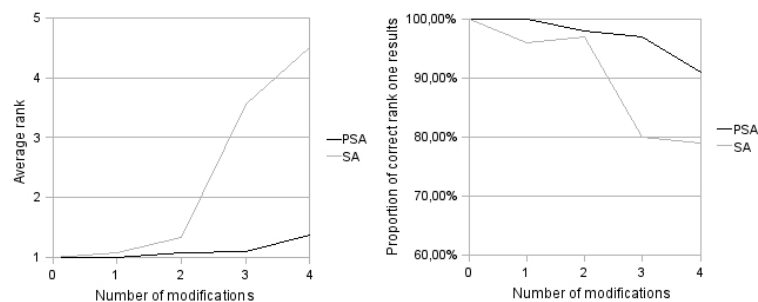 Average rank
5
4
3
2
1
0
1
2
3
4
Number of modifications
PSA
SA
Proportion of correct rank one results
100,00%
90,00%
80,00%
70,00%
60,00%
0
1
2
3
4
Number of modifications
PSA
SA